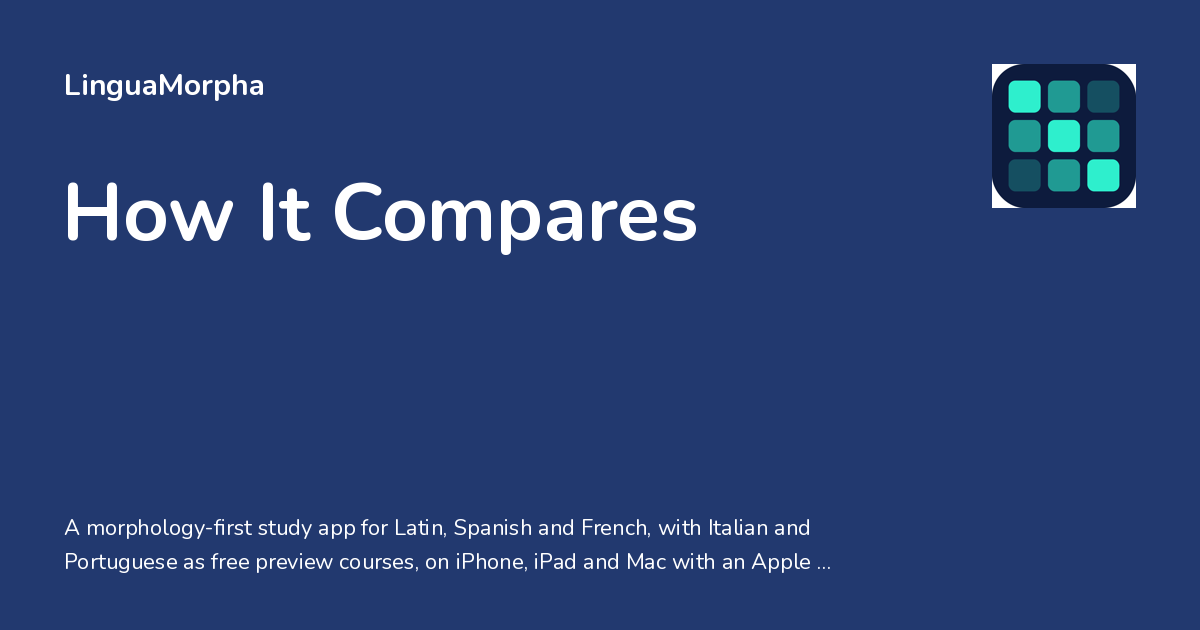 LinguaMorpha
How It Compares
A morphology-first study app for Latin, Spanish and French, with Italian and
Portuguese as free preview courses, on iPhone, iPad and Mac with an Apple ...